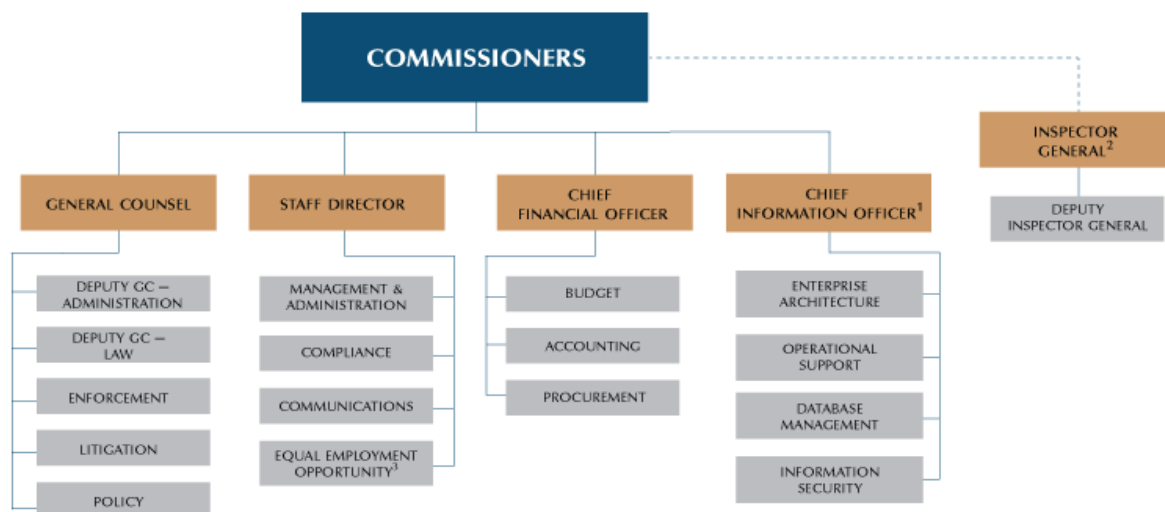 COMMISSIONERS
INSPECTOR
GENERAL²
DEPUTY
INSPECTOR GENERAL
GENERAL COUNSEL
DEPUTY GC —
ADMINISTRATION
DEPUTY GC —
LAW
ENFORCEMENT
LITIGATION
POLICY
STAFF DIRECTOR
MANAGEMENT &
ADMINISTRATION
COMPLIANCE
COMMUNICATIONS
EQUAL EMPLOYMENT
OPPORTUNITY³
CHIEF
FINANCIAL OFFICER
BUDGET
ACCOUNTING
PROCUREMENT
CHIEF
INFORMATION OFFICER¹
ENTERPRISE
ARCHITECTURE
OPERATIONAL
SUPPORT
DATABASE
MANAGEMENT
INFORMATION
SECURITY